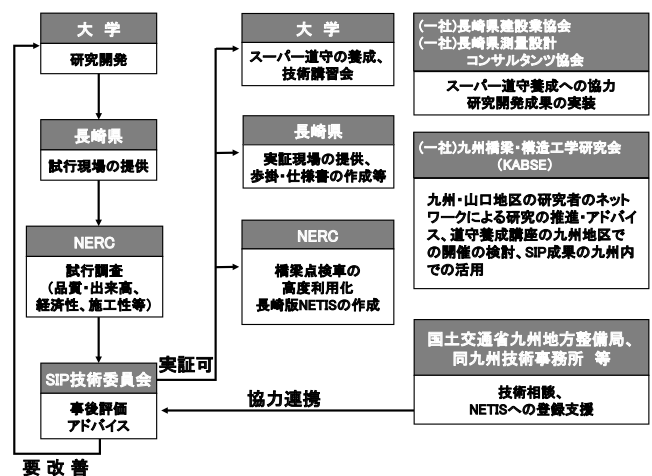 大 学
研究開発
長崎県
試行現場の提供
NERC
試行調査
（品質・出来高、
経済性、施工性等）
SIP技術委員会
事後評価
アドバイス
要 改 善
実証可
大 学
スーパー道守の養成、
技術講習会
長崎県
実証現場の提供、
歩掛・仕様書の作成等
NERC
橋梁点検車の
高度利用化
長崎版NETISの作成
協力連携
(一社)長崎県建設業協会
(一社)長崎県測量設計
コンサルタンツ協会
スーパー道守養成への協力
研究開発成果の実装
(一社)九州橋梁・構造工学研究会
（KABSE）
九州・山口地区の研究者のネット
ワークによる研究の推進・アドバイ
ス、道守養成講座の九州地区で
の開催の検討、SIP成果の九州内
での活用
国土交通省九州地方整備局、
同九州技術事務所 等
技術相談、
NETISへの登録支援